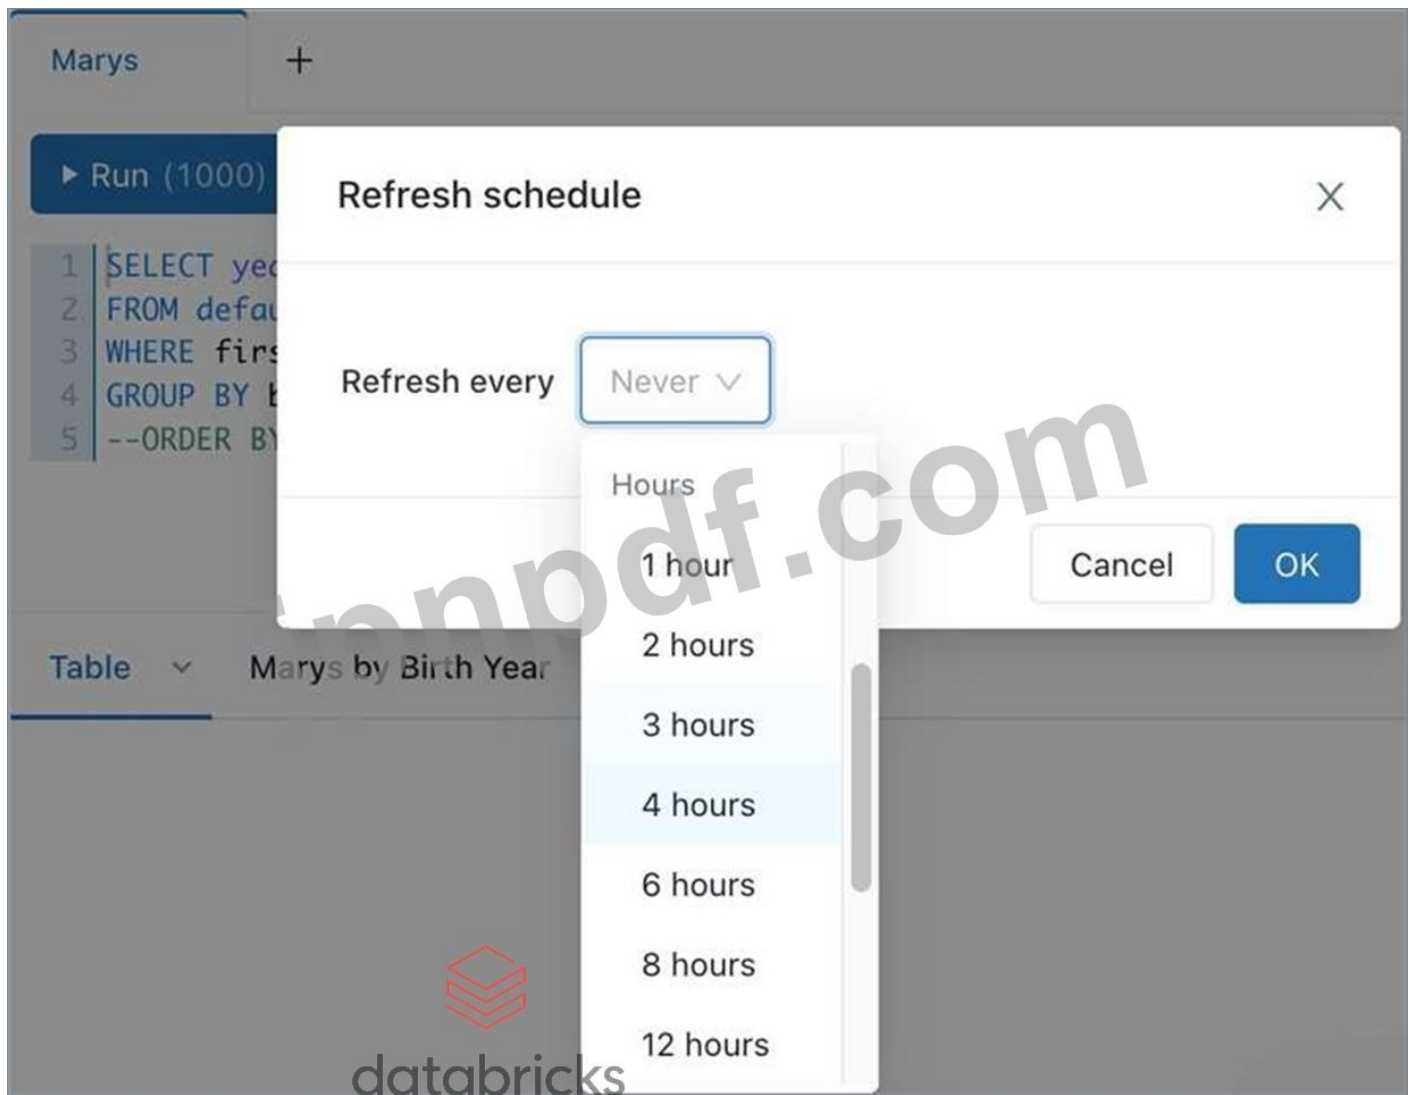 Marys +
Run (1000)
Refresh schedule X
1 SELECT
2 FROM
3 WHERE
4 GROUP BY
5 --ORDER BY
Refresh every Never
Hours
1 hour
2 hours
3 hours
4 hours
6 hours
8 hours
12 hours
Cancel OK
Table Marys by Birth Year
pnpdf.com
databricks